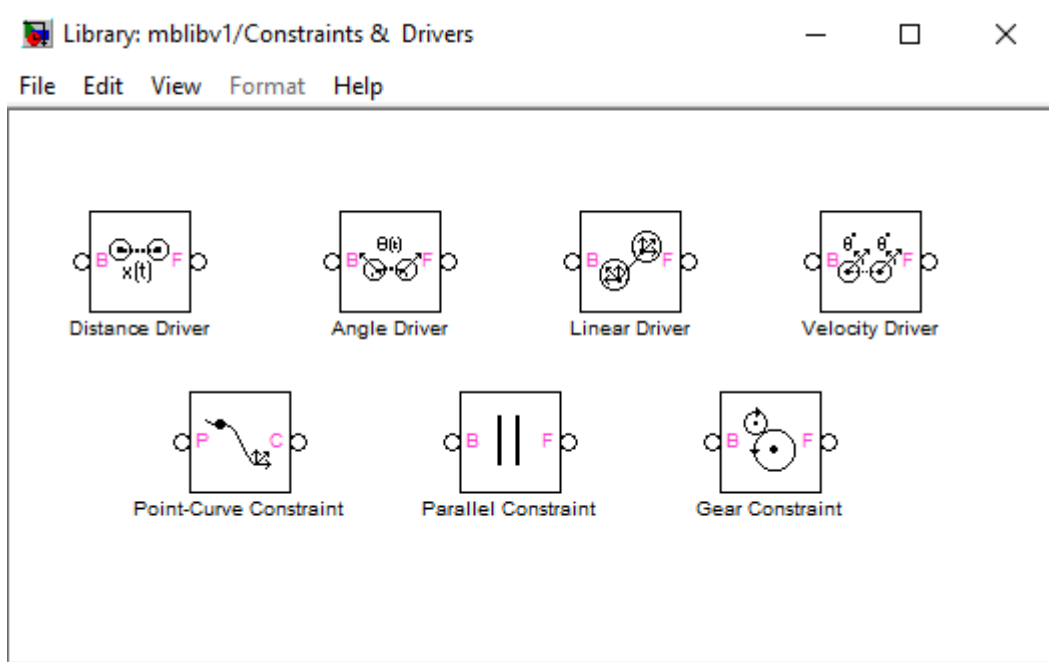 Library: mblibv1/Constraints & Drivers
File Edit View Format Help
B x(t) F
B θ(t) F
B F
B θ̇ θ̇ F
Distance Driver
Angle Driver
Linear Driver
Velocity Driver
P C
B F
B F
Point-Curve Constraint
Parallel Constraint
Gear Constraint